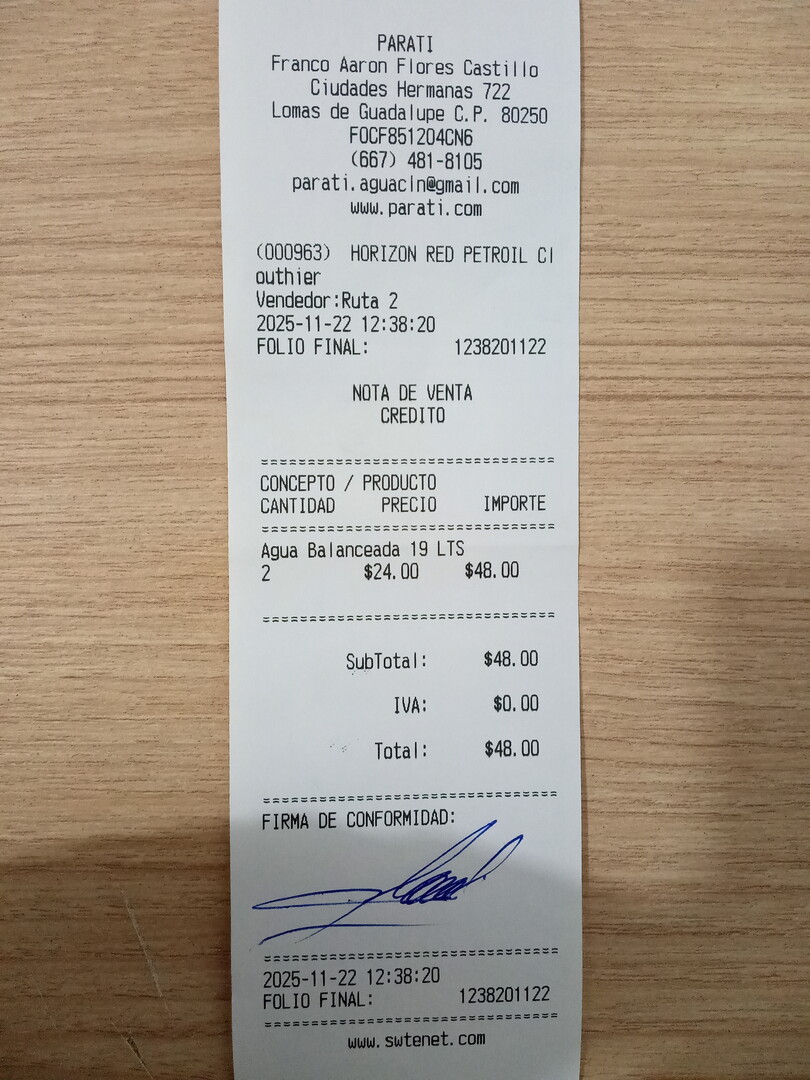 PARATI
Franco Aaron Flores Castillo
Ciudades Hermanas 722
Lomas de Guadalupe C.P. 80250
FOCF851204CN6
(667) 481-8105
parati.aguacln@gmail.com
www.parati.com
(000963) HORIZON RED PETROIL Cl
outhier
Vendedor:Ruta 2
2025-11-22 12:38:20
FOLIO FINAL: 1238201122
NOTA DE VENTA
CREDITO
CONCEPTO / PRODUCTO
CANTIDAD PRECIO IMPORTE
Agua Balanceada 19 LTS
2 $24.00 $48.00
SubTotal: $48.00
IVA: $0.00
Total: $48.00
FIRMA DE CONFORMIDAD:
2025-11-22 12:38:20
FOLIO FINAL: 1238201122
www.swtenet.com